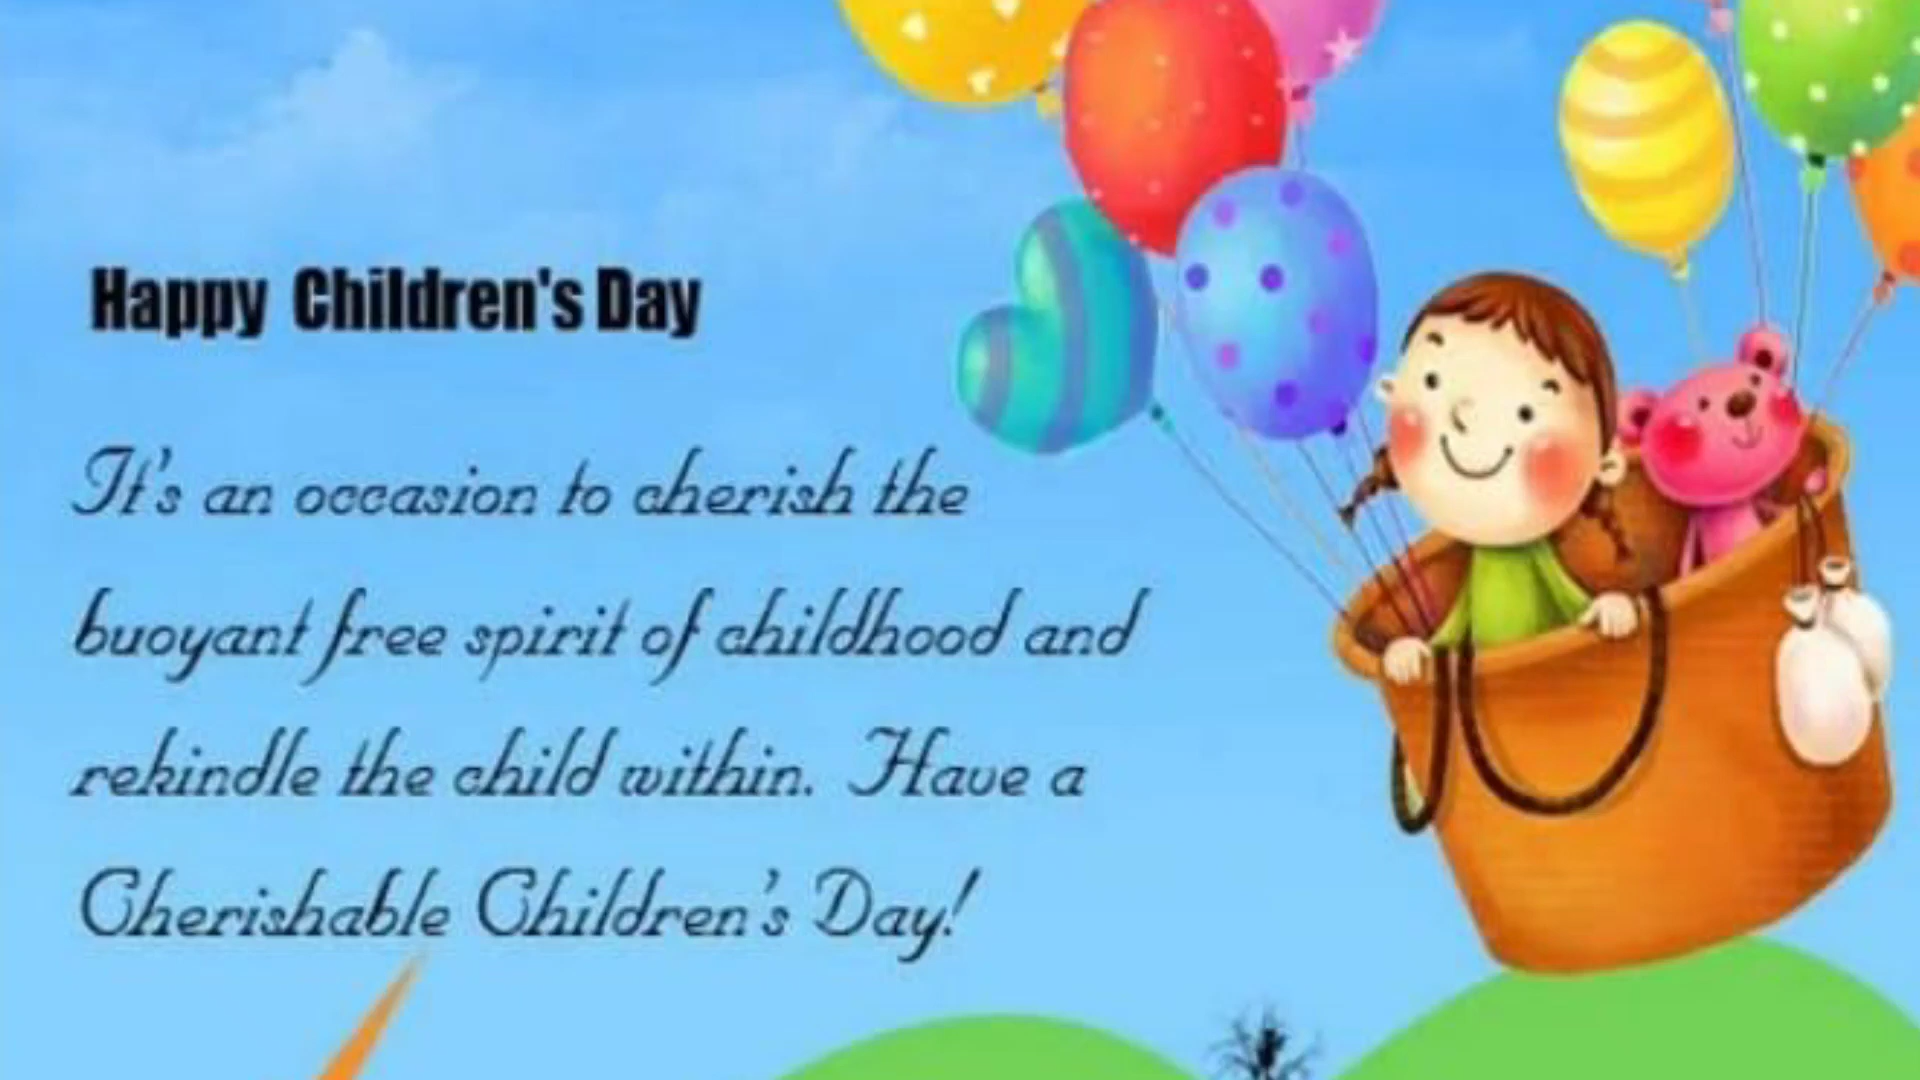 Happy Children's Day
It's an occasion to cherish the
buoyant free spirit of childhood and
rekindle the child within. Have a
Cherishable Children's Day!